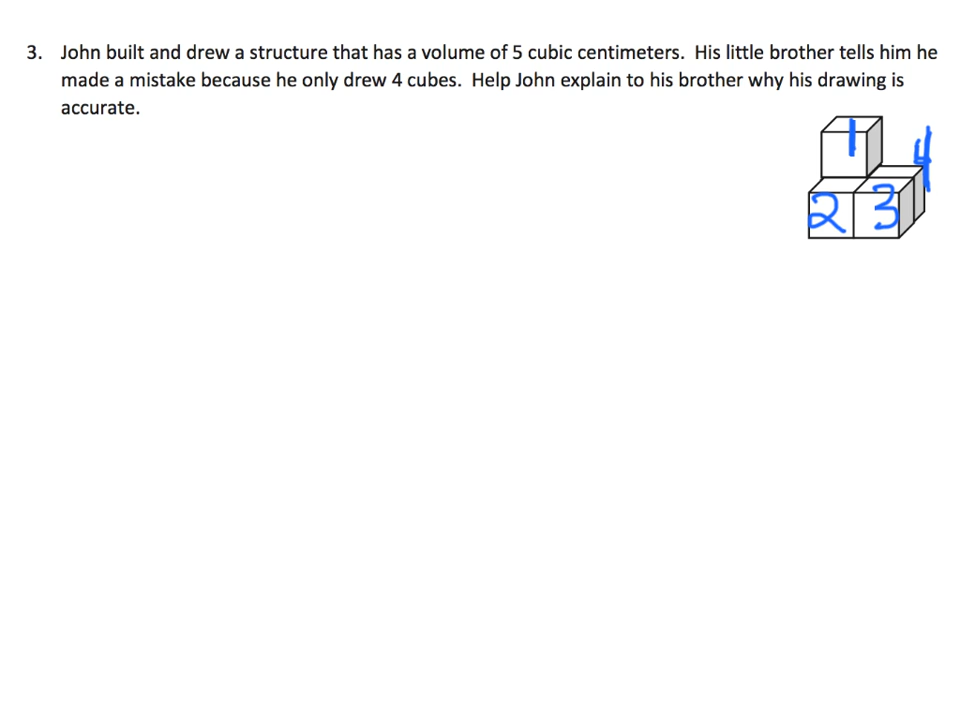 3. John built and drew a structure that has a volume of 5 cubic centimeters. His little brother tells him he
made a mistake because he only drew 4 cubes. Help John explain to his brother why his drawing is
accurate.
1
4
2 3